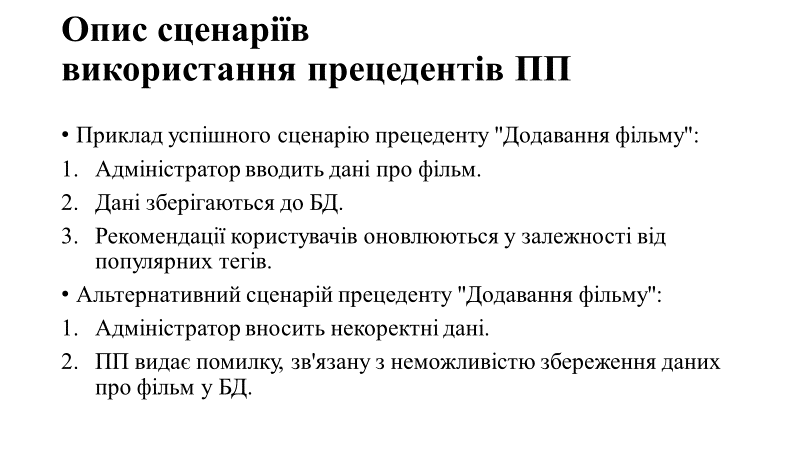 Опис сценаріїв
використання прецедентів ПП
• Приклад успішного сценарію прецеденту "Додавання фільму":
1. Адміністратор вводить дані про фільм.
2. Дані зберігаються до БД.
3. Рекомендації користувачів оновлюються у залежності від
популярних тегів.
• Альтернативний сценарій прецеденту "Додавання фільму":
1. Адміністратор вносить некоректні дані.
2. ПП видає помилку, зв'язану з неможливістю збереження даних
про фільм у БД.